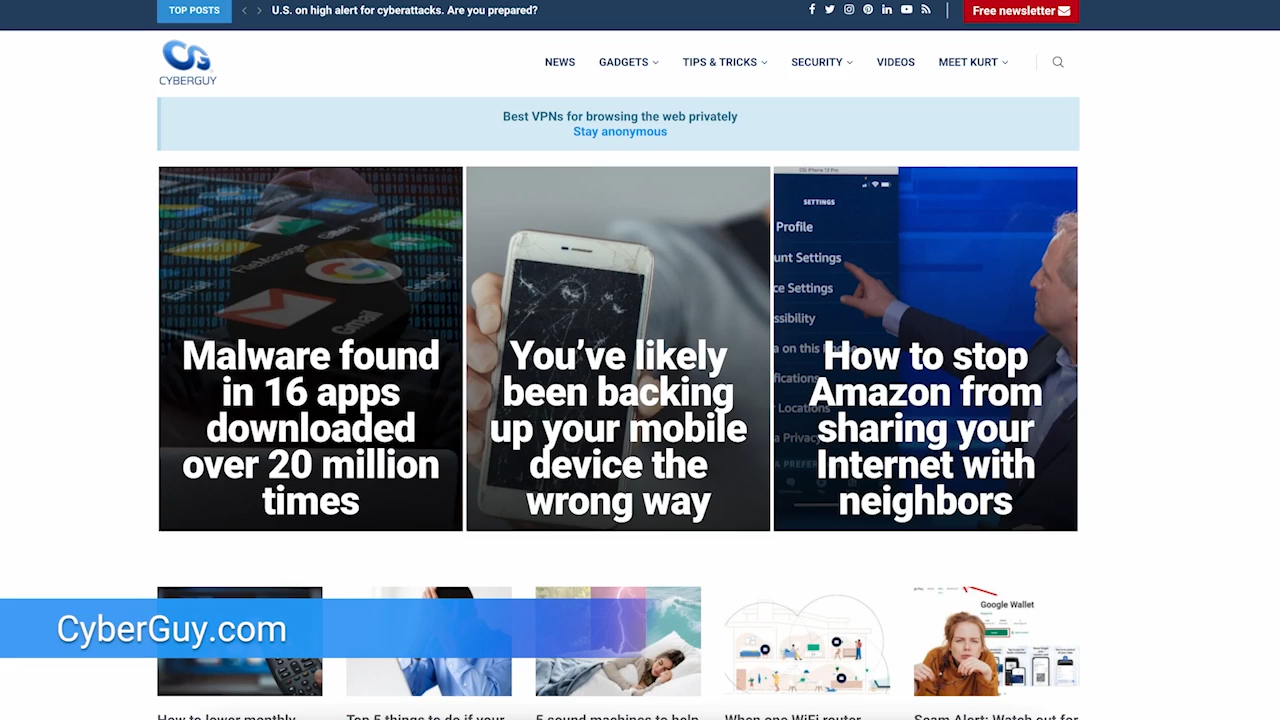 TOP POSTS
U.S. on high alert for cyberattacks. Are you prepared?
Free newsletter
CYBERGUY
NEWS
GADGETS
TIPS & TRICKS
SECURITY
VIDEOS
MEET KURT
Best VPNs for browsing the web privately
Stay anonymous
FileManager
Gallery
Google
Gmail
Malware found
in 16 apps
downloaded
over 20 million
times
You’ve likely
been backing
up your mobile
device the
wrong way
SETTINGS
Profile
unt Settings
ce Settings
ssibility
a on this
fications
Locations
a Privacy
How to stop
Amazon from
sharing your
Internet with
neighbors
Google Wallet
CyberGuy.com
How to lower monthly
Top 5 things to do if your
5 sound machines to help
When one WiFi router
Scam Alert: Watch out for